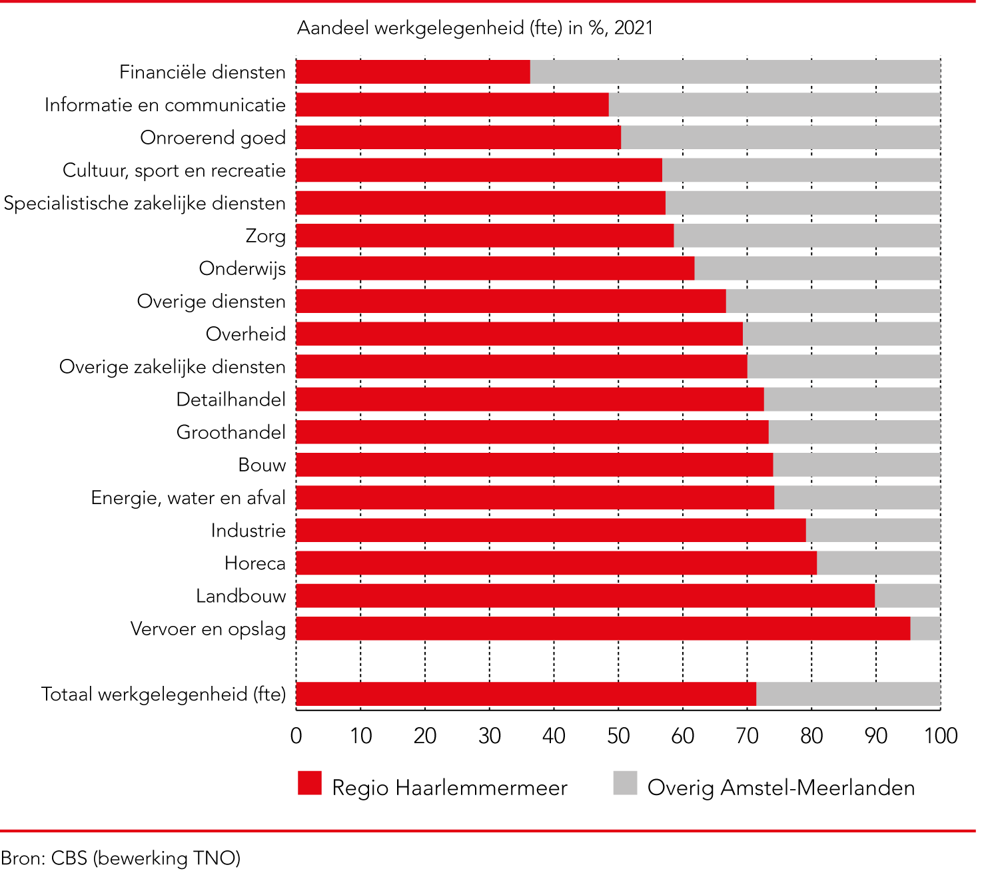 Aandeel werkgelegenheid (fte) in %, 2021
Financiële diensten
Informatie en communicatie
Onroerend goed
Cultuur, sport en recreatie
Specialistische zakelijke diensten
Zorg
Onderwijs
Overige diensten
Overheid
Overige zakelijke diensten
Detailhandel
Groothandel
Bouw
Energie, water en afval
Industrie
Horeca
Landbouw
Vervoer en opslag
Totaal werkgelegenheid (fte)
0 10 20 30 40 50 60 70 80 90 100
Regio Haarlemmermeer Overig Amstel-Meerlanden
Bron: CBS (bewerking TNO)